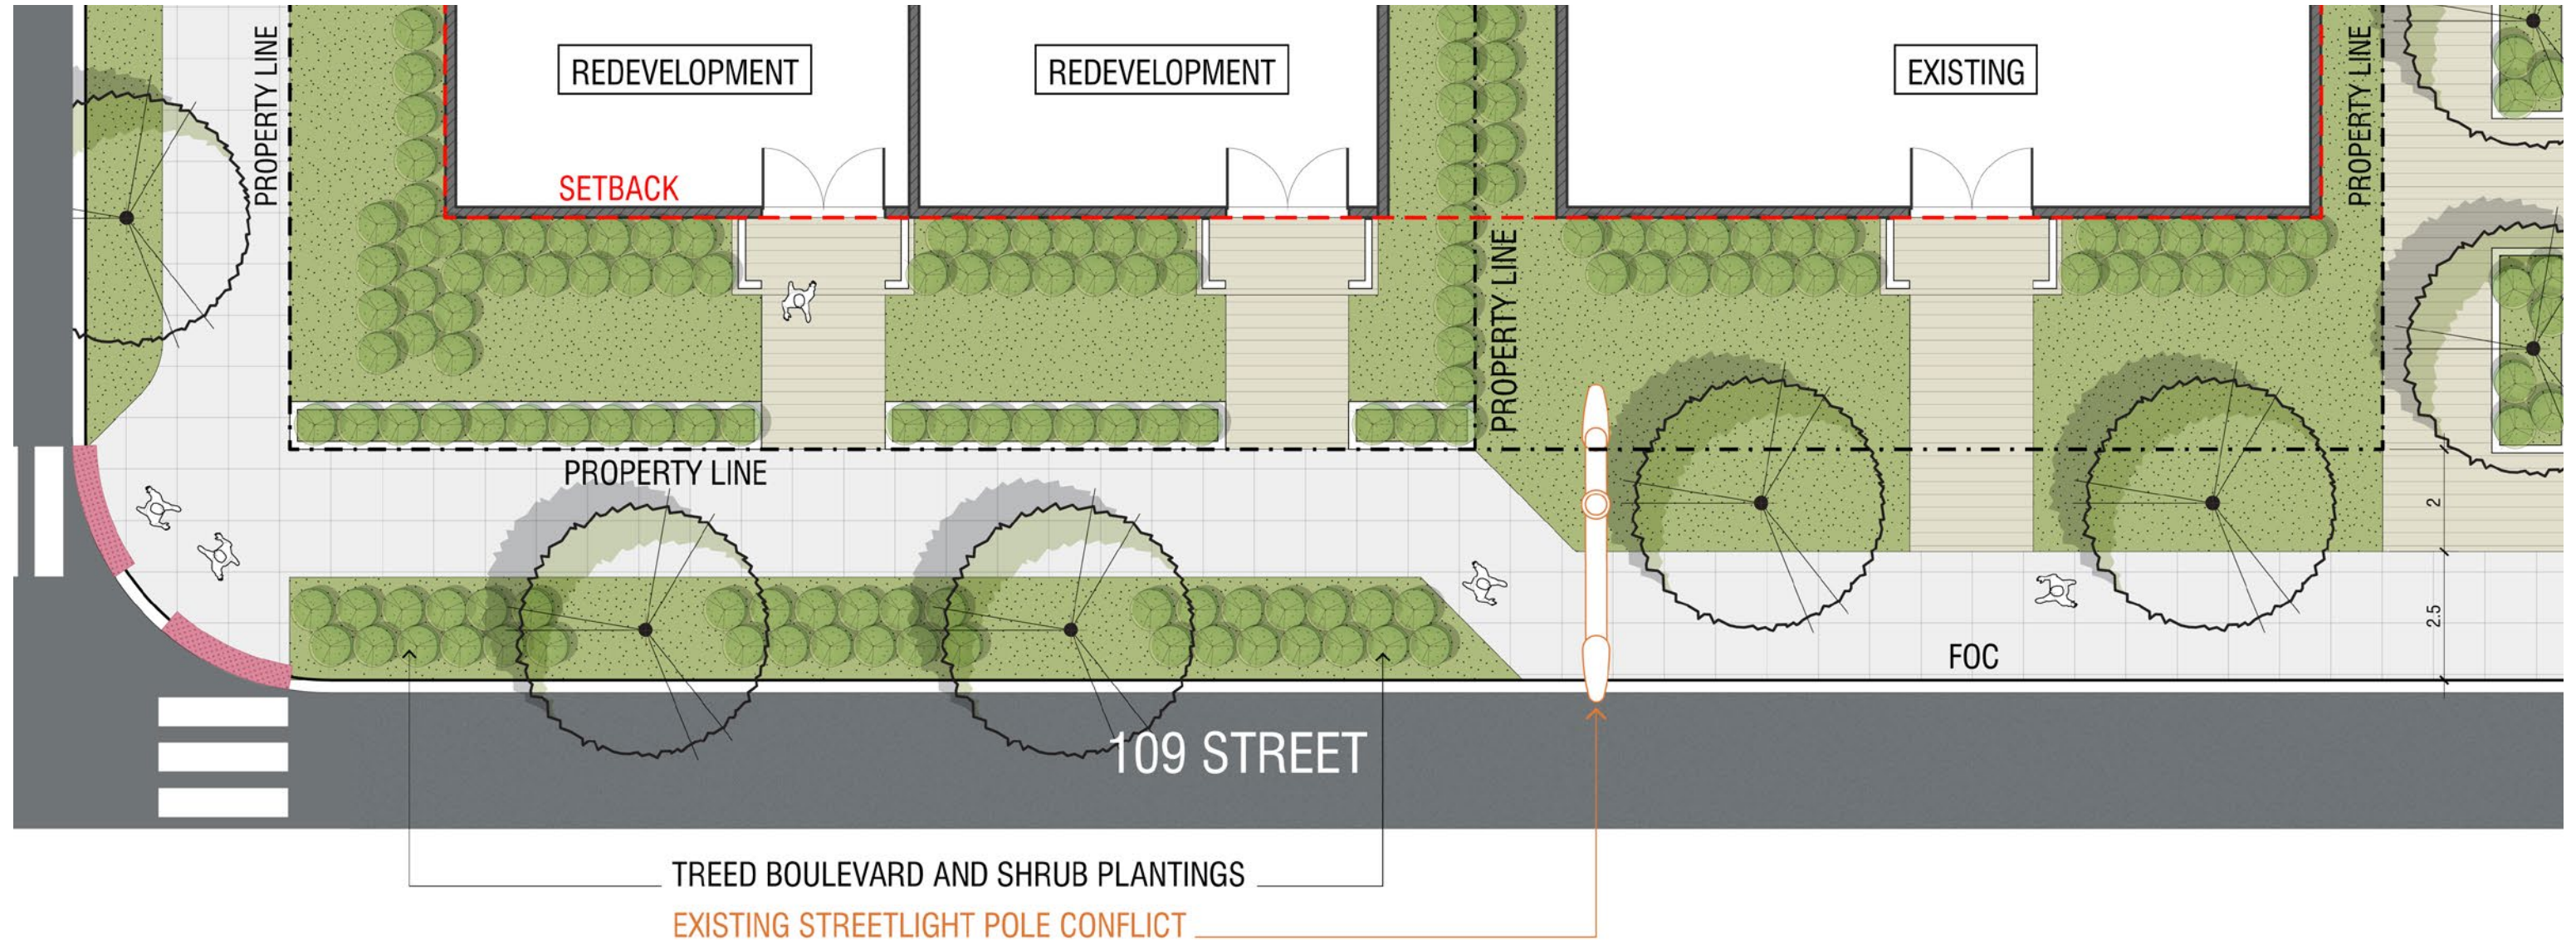 PROPERTY LINE
REDEVELOPMENT
REDEVELOPMENT
EXISTING
PROPERTY LINE
SETBACK
PROPERTY LINE
PROPERTY LINE
2
2.5
FOC
109 STREET
TREED BOULEVARD AND SHRUB PLANTINGS
EXISTING STREETLIGHT POLE CONFLICT